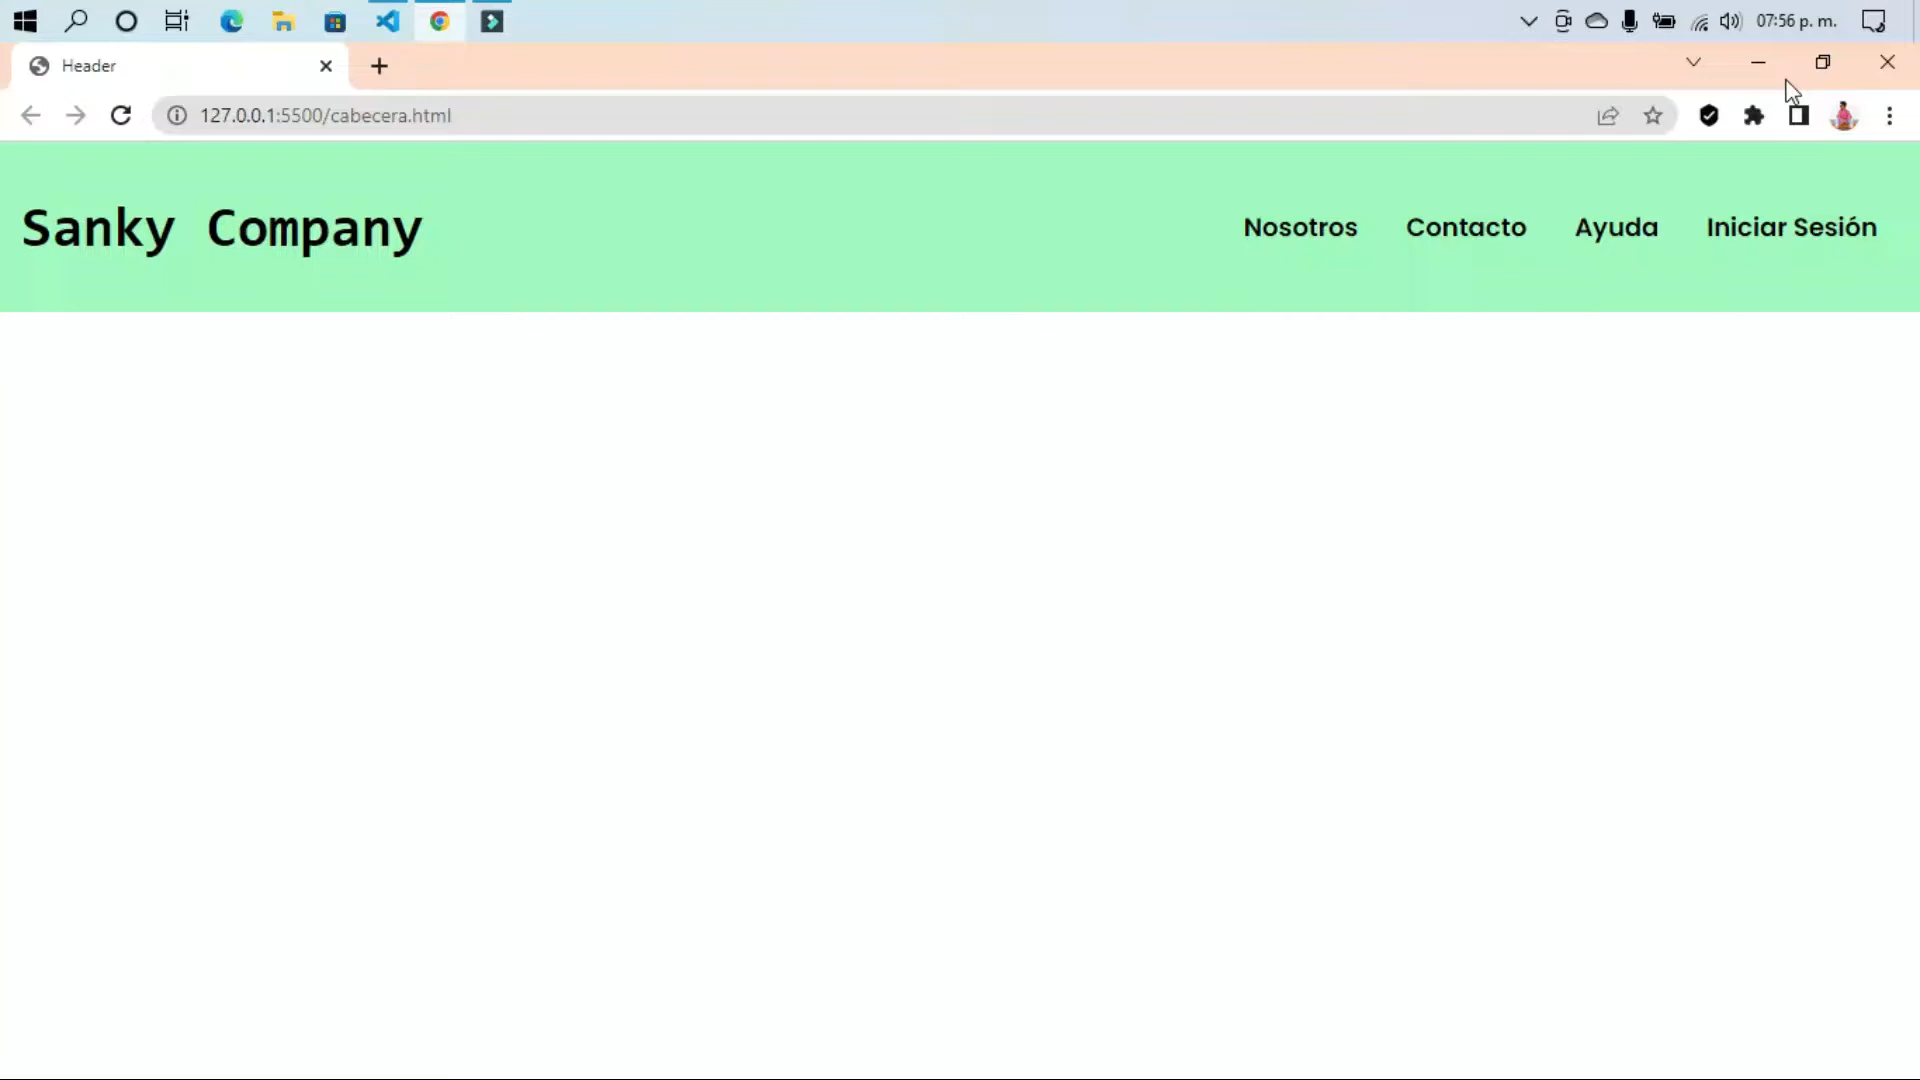 07:56 p. m.
Header
127.0.0.1:5500/cabecera.html
Sanky Company Nosotros Contacto Ayuda Iniciar Sesión